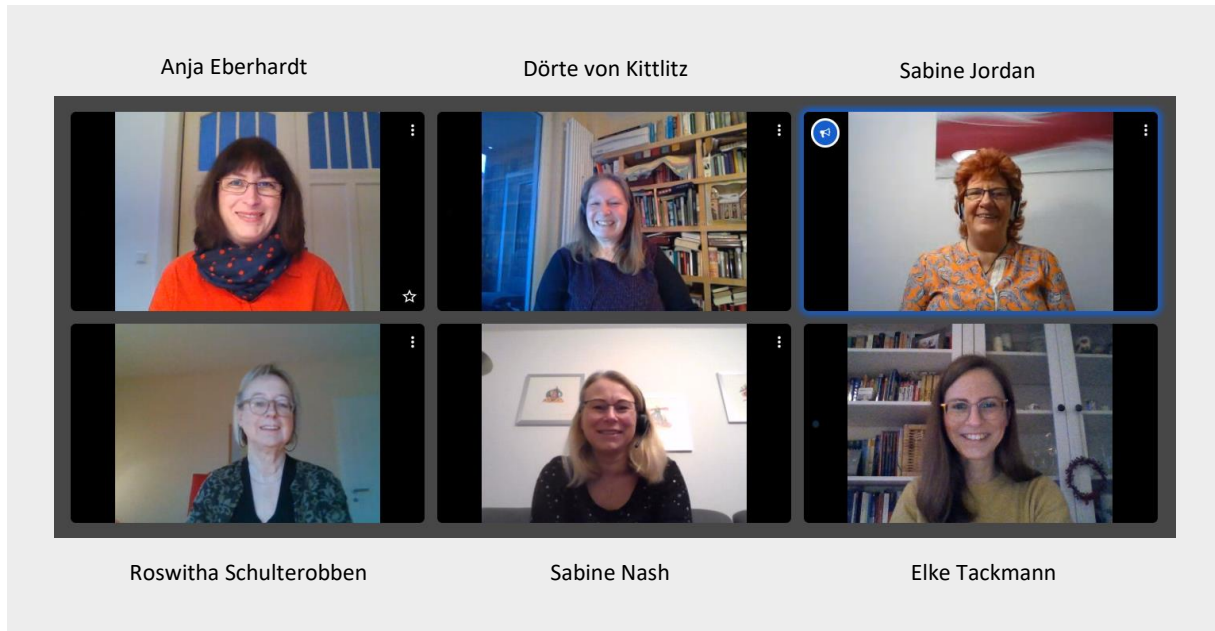 Anja Eberhardt
Dörte von Kittlitz
Sabine Jordan
Roswitha Schulterobben
Sabine Nash
Elke Tackmann